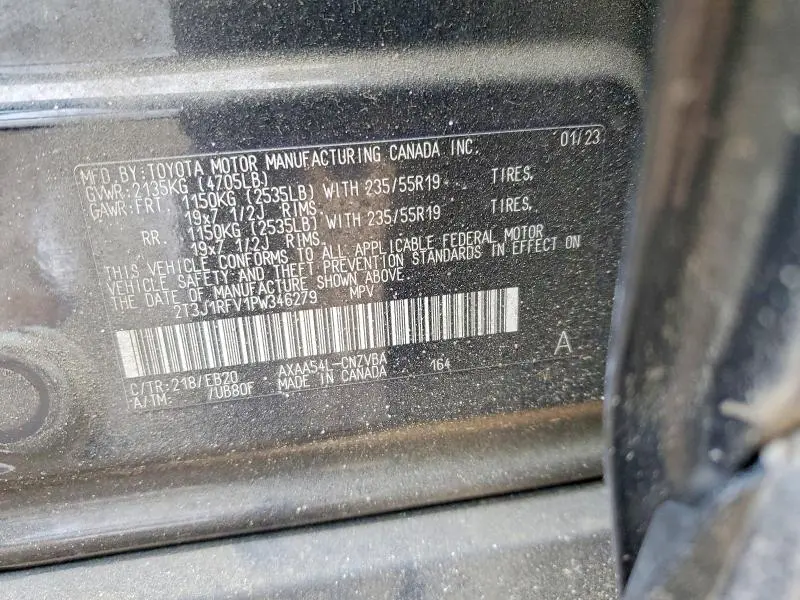 MFD BY:TOYOTA MOTOR MANUFACTURING CANADA INC. 01/23
GVWR:2135KG (4705LB)
GAWR:FRT. 1150KG (2535LB) WITH 235/55R19 TIRES.
19x7 1/2J RIMS.
RR. 1150KG (2535LB) WITH 235/55R19 TIRES.
19x7 1/2J RIMS.
THIS VEHICLE CONFORMS TO ALL APPLICABLE FEDERAL MOTOR
VEHICLE SAFETY AND THEFT PREVENTION STANDARDS IN EFFECT ON
THE DATE OF MANUFACTURE SHOWN ABOVE.
2T3J1RFV1PW346279 MPV
C/TR:218/EB20 AXAA54L-CNZVBA 164 A
A/TM: /UB80F MADE IN CANADA